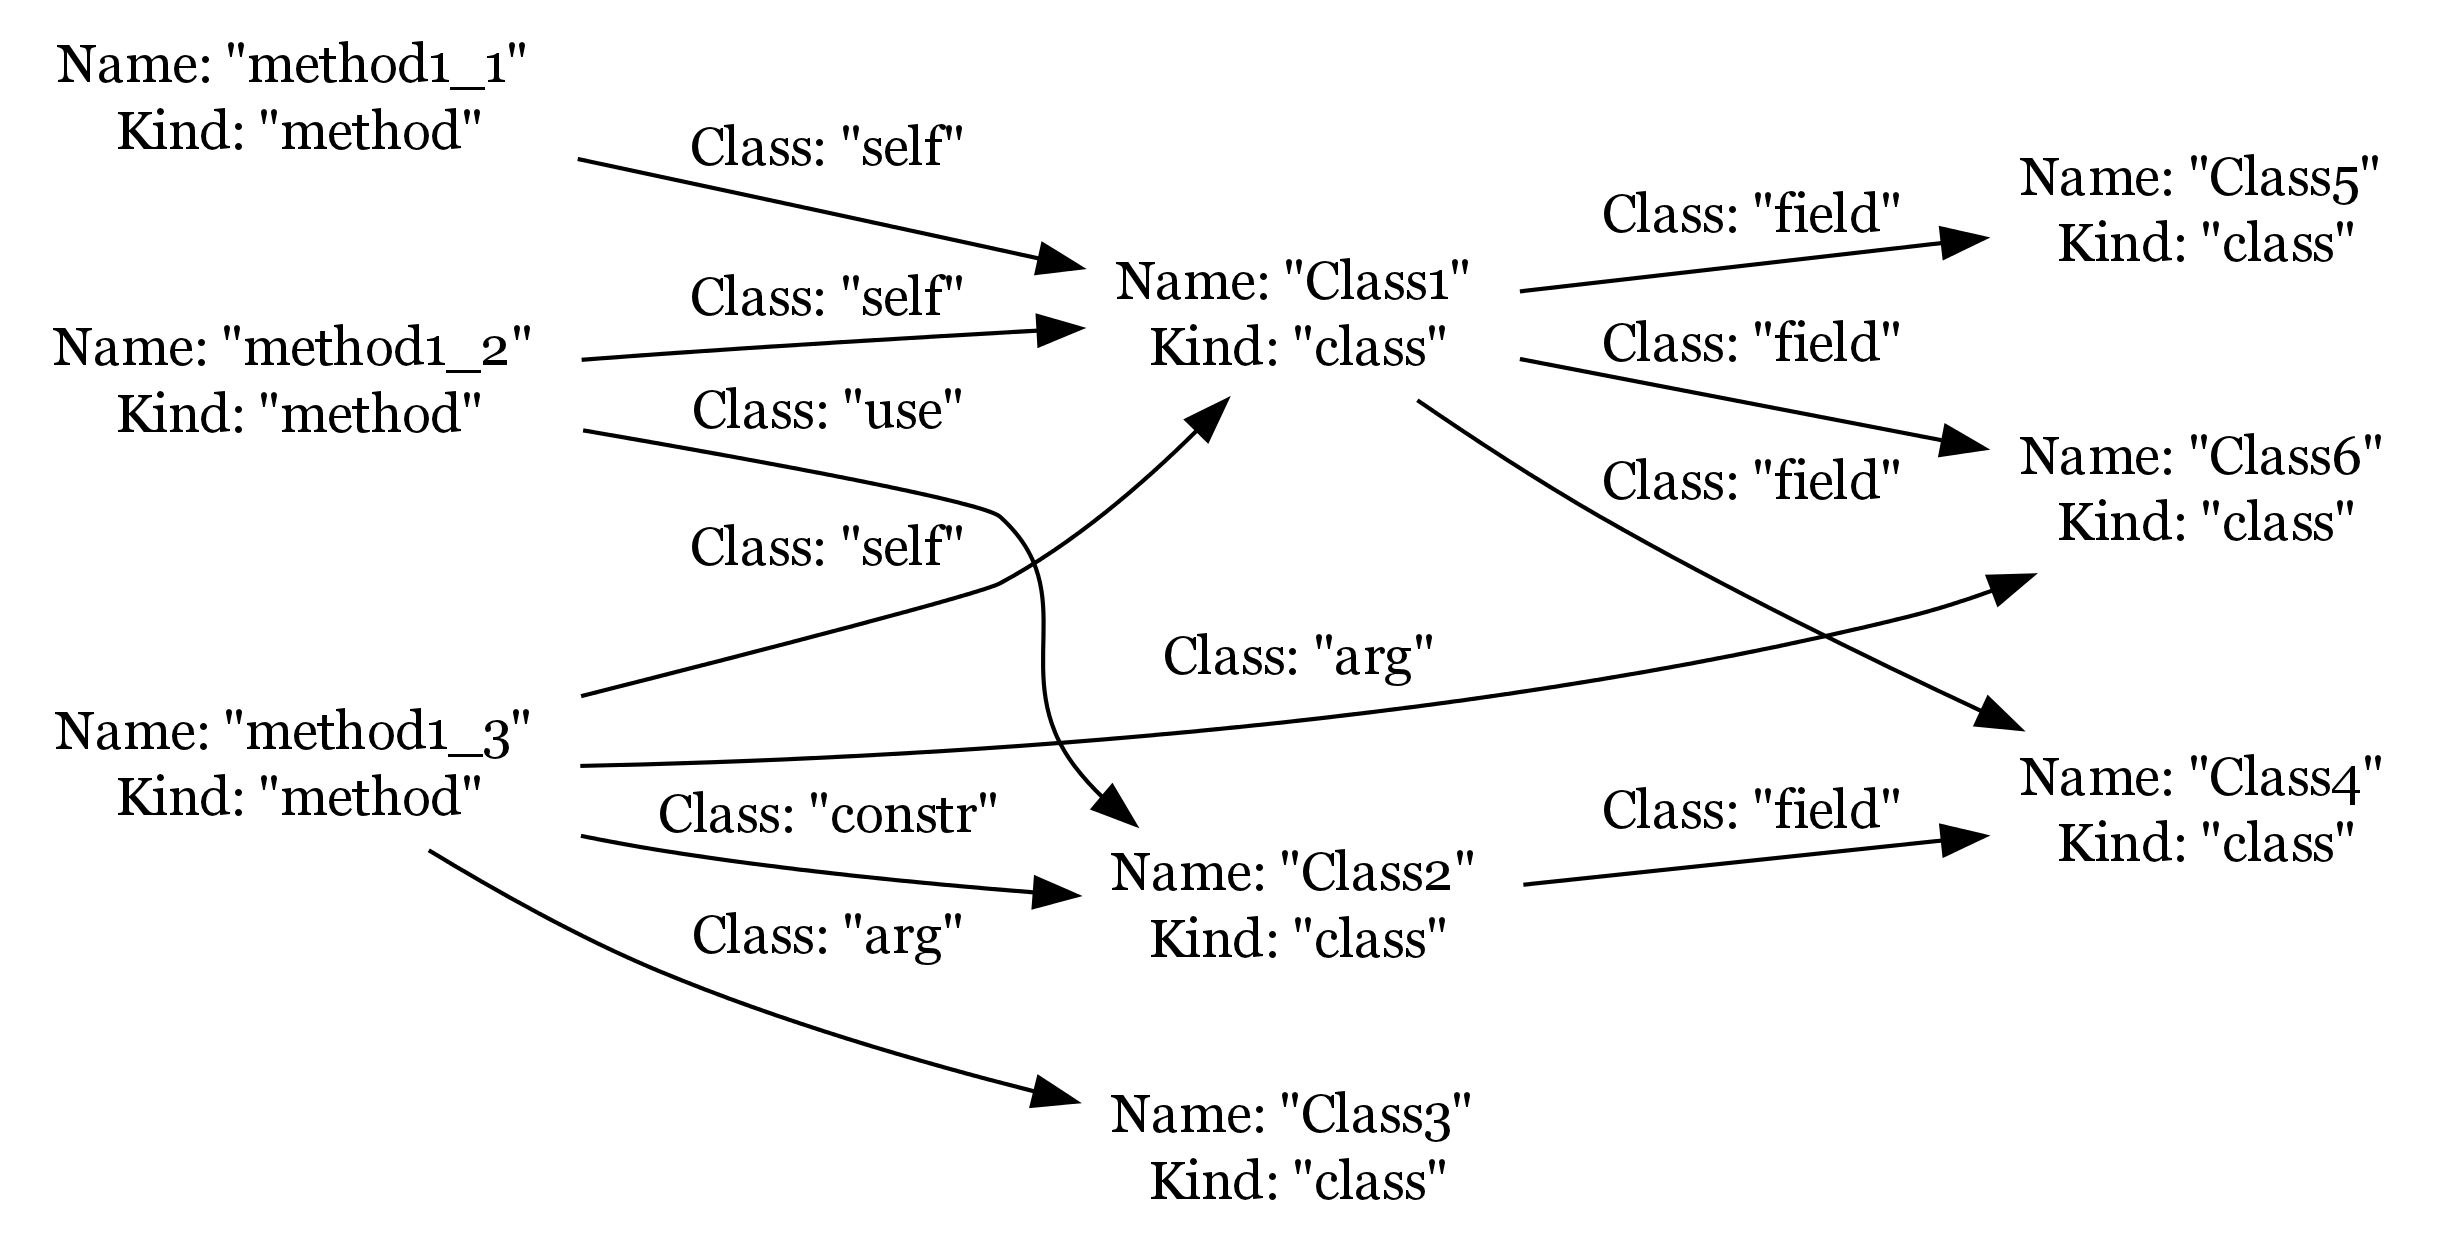 Name: "method1_1"
Kind: "method"
Class: "self"
Name: "method1_2"
Kind: "method"
Class: "self"
Class: "use"
Class: "self"
Name: "method1_3"
Kind: "method"
Class: "constr"
Class: "arg"
Class: "arg"
Name: "Class1"
Kind: "class"
Name: "Class2"
Kind: "class"
Name: "Class3"
Kind: "class"
Class: "field"
Class: "field"
Class: "field"
Class: "field"
Name: "Class5"
Kind: "class"
Name: "Class6"
Kind: "class"
Name: "Class4"
Kind: "class"